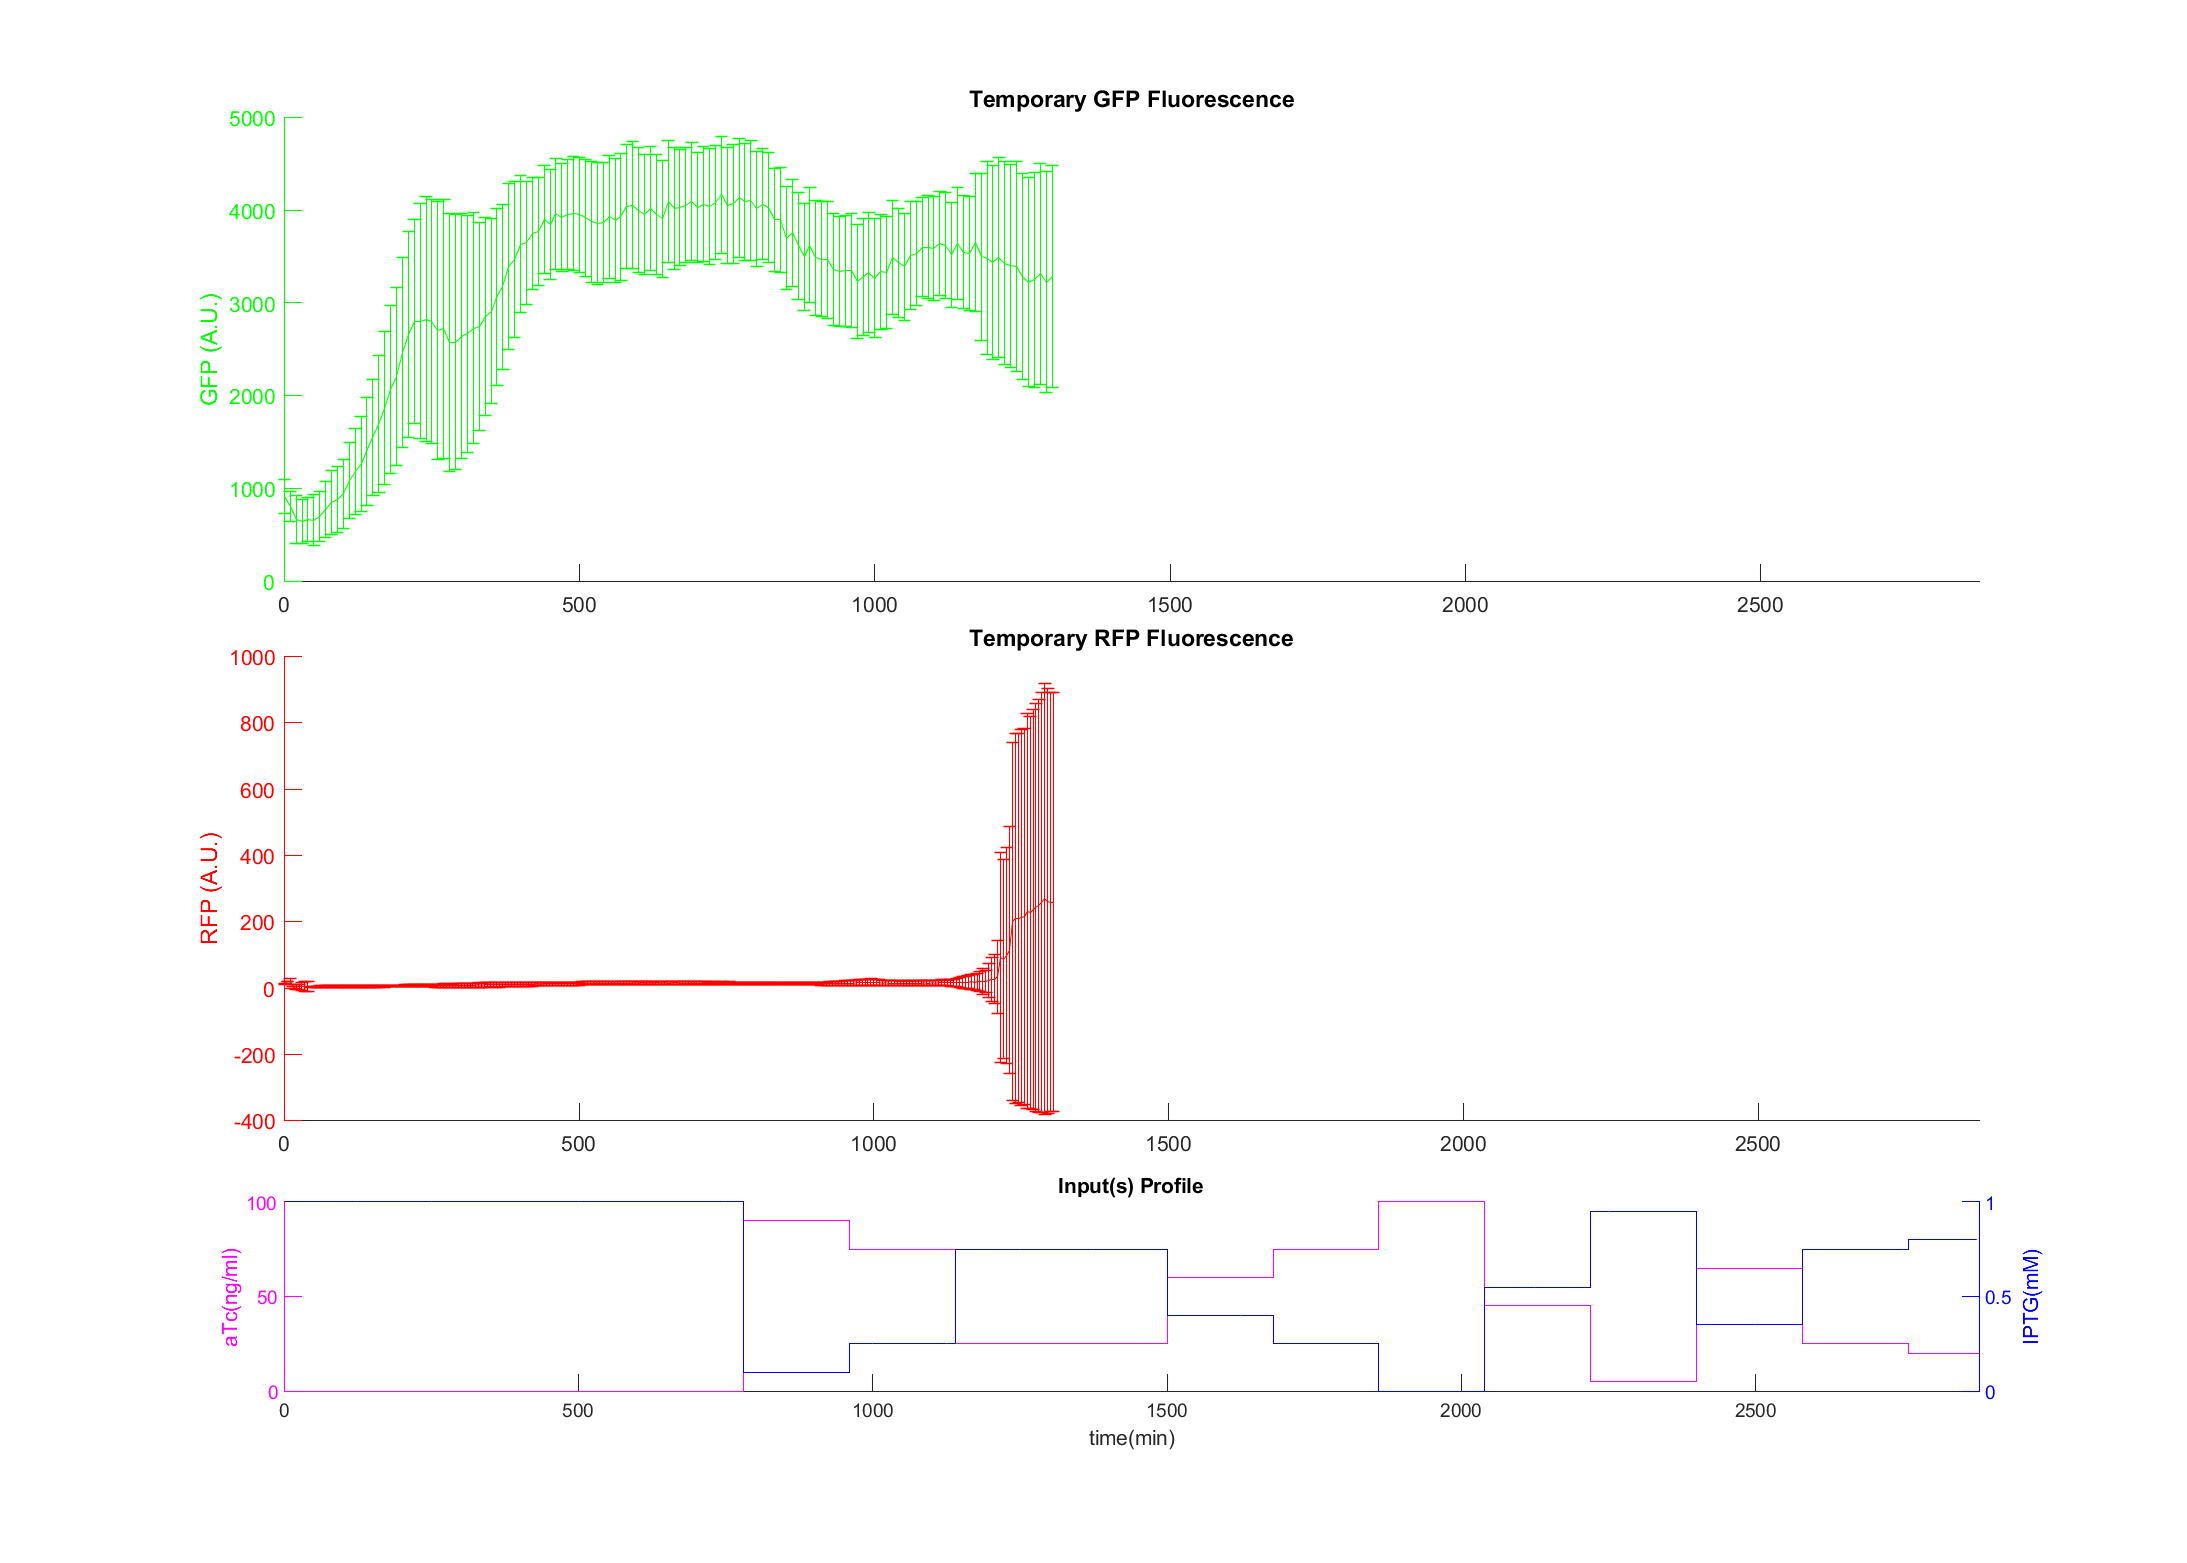 Temporary GFP Fluorescence
GFP (A.U.)
5000
4000
3000
2000
1000
0
0 500 1000 1500 2000 2500
Temporary RFP Fluorescence
RFP (A.U.)
1000
800
600
400
200
0
-200
-400
0 500 1000 1500 2000 2500
Input(s) Profile
aTc(ng/ml)
100
50
0
IPTG(mM)
1
0.5
0
0 500 1000 1500 2000 2500
time(min)